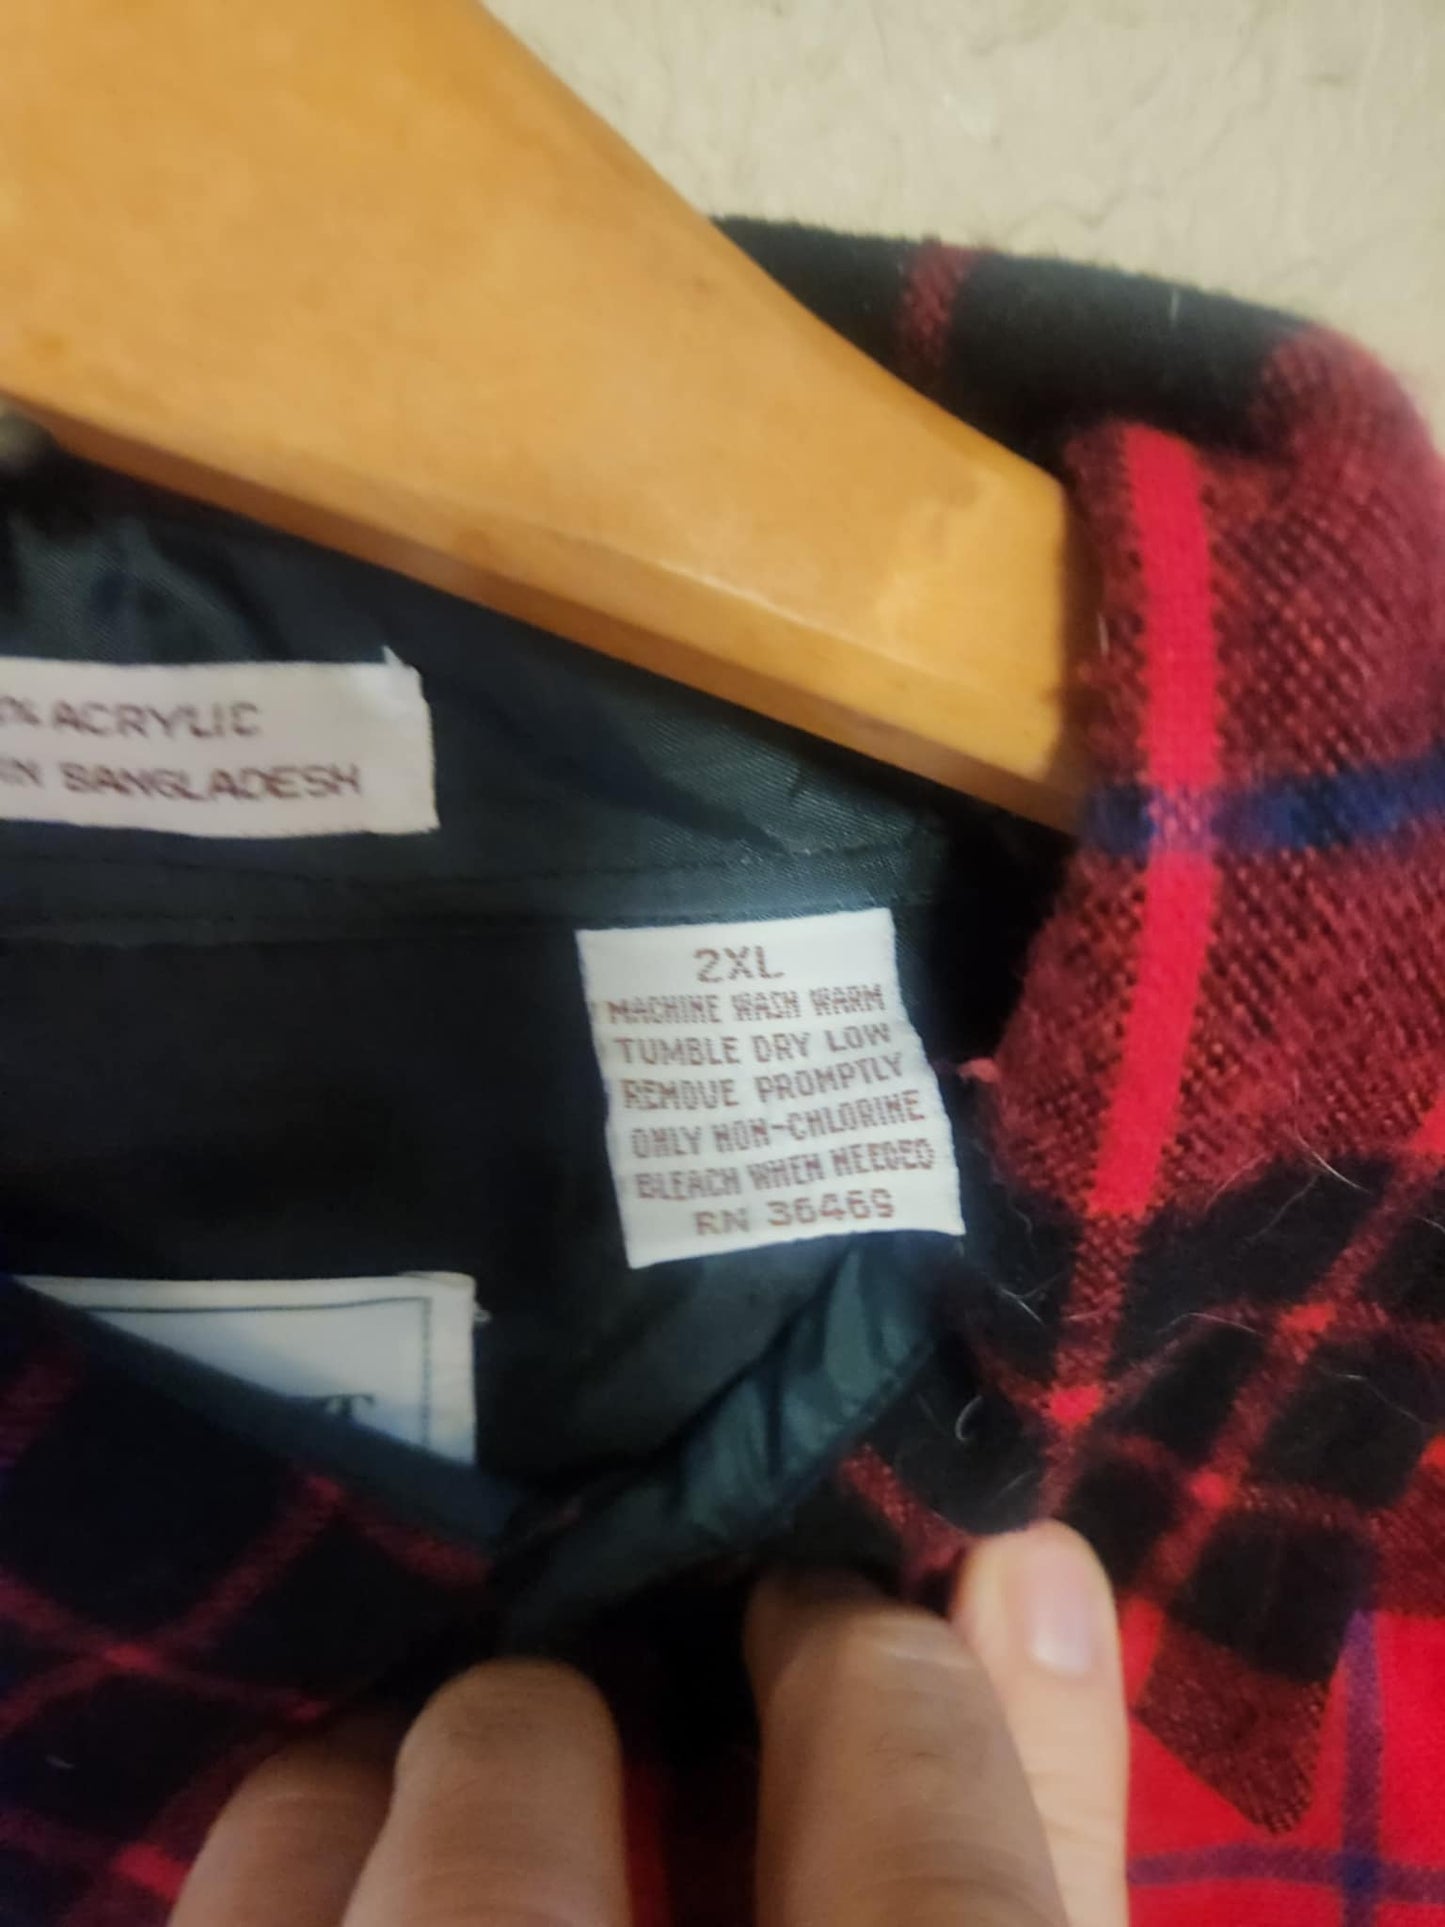 % ACRYLIC
IN BANGLADESH
2XL
MACHINE WASH WARM
TUMBLE DRY LOW
REMOVE PROMPTLY
ONLY NON-CHLORINE
BLEACH WHEN NEEDED
RN 36469